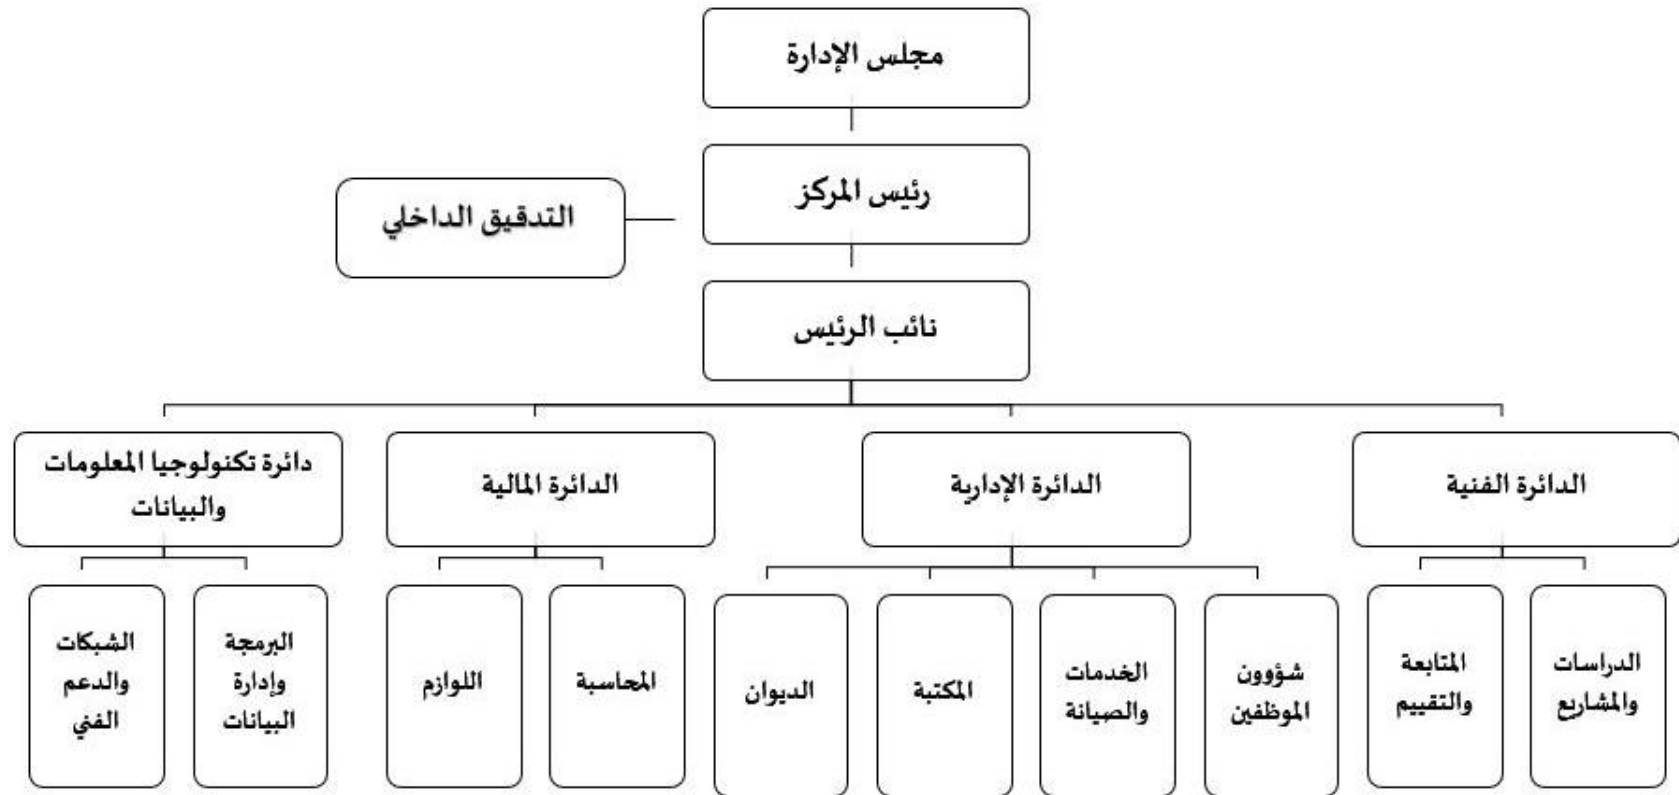 مجلس الإدارة
رئيس المركز
التدقيق الداخلي
نائب الرئيس
الدائرة الفنية
الدائرة الإدارية
الدائرة المالية
دائرة تكنولوجيا المعلومات
والبيانات
الدراسات
والمشاريع
المتابعة
والتقييم
شؤوون
الموظفين
الخدمات
والصيانة
المكتبة
الديوان
المحاسبة
اللوازم
البرمجة
وإدارة
البيانات
الشبكات
والدعم
الفني